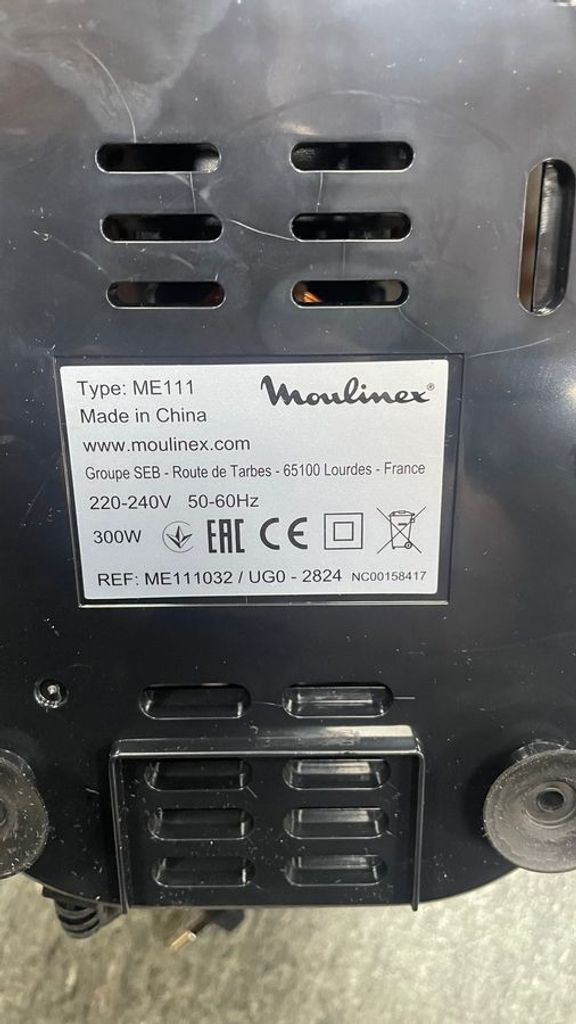 Type: ME111
Moulinex®
Made in China
www.moulinex.com
Groupe SEB - Route de Tarbes - 65100 Lourdes - France
220-240V 50-60Hz
300W EAC CE
REF: ME111032 / UG0 - 2824 NC00158417